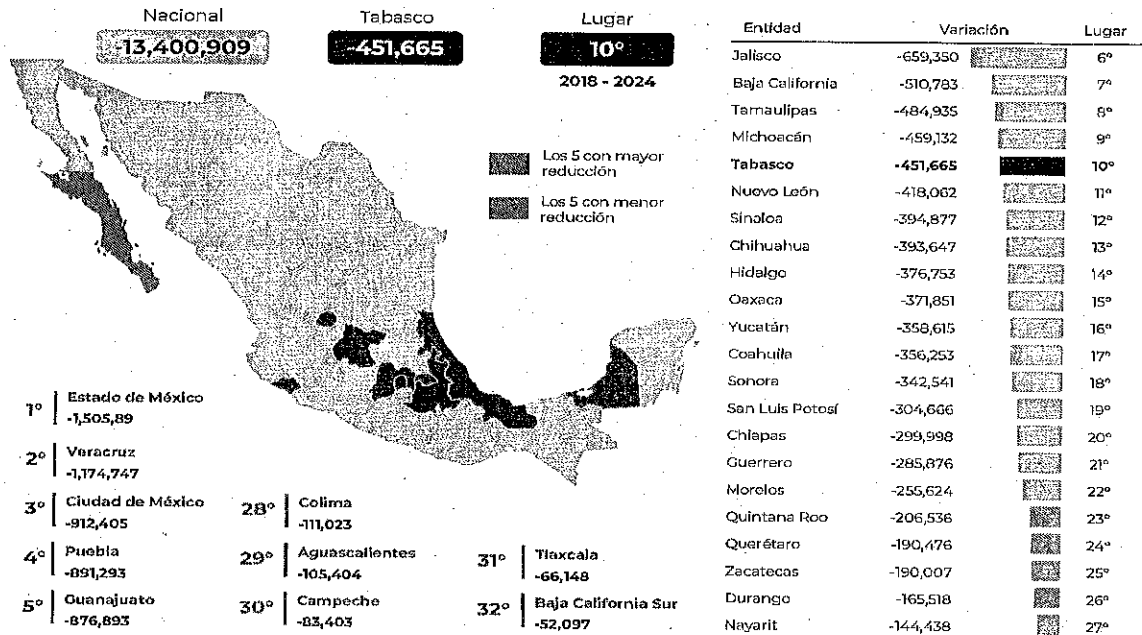 Nacional
-13,400,909
Tabasco
-451,665
Lugar
10°
2018 - 2024
Los 5 con mayor
reducción
Los 5 con menor
reducción
1° Estado de México
-1,505,89
2° Veracruz
-1,174,747
3° Ciudad de México
-912,405
4° Puebla
-891,293
5° Guanajuato
-876,893
28° Colima
-111,023
29° Aguascalientes
-105,404
30° Campeche
-83,403
31° Tlaxcala
-66,148
32° Baja California Sur
-52,097
Entidad Variación Lugar
Jalisco -659,350 6°
Baja California -510,783 7°
Tamaulipas -484,935 8°
Michoacán -459,132 9°
Tabasco -451,665 10°
Nuevo León -418,062 11°
Sinaloa -394,877 12°
Chihuahua -393,647 13°
Hidalgo -376,753 14°
Oaxaca -371,851 15°
Yucatán -358,615 16°
Coahuila -356,253 17°
Sonora -342,541 18°
San Luis Potosí -304,666 19°
Chiapas -299,998 20°
Guerrero -285,876 21°
Morelos -255,624 22°
Quintana Roo -206,536 23°
Querétaro -190,476 24°
Zacatecas -190,007 25°
Durango -165,518 26°
Nayarit -144,438 27°